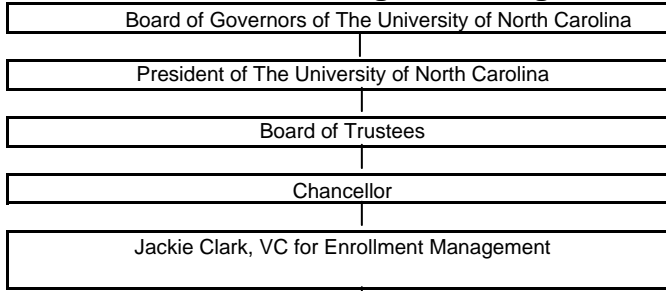 Board of Governors of The University of North Carolina
President of The University of North Carolina
Board of Trustees
Chancellor
Jackie Clark, VC for Enrollment Management